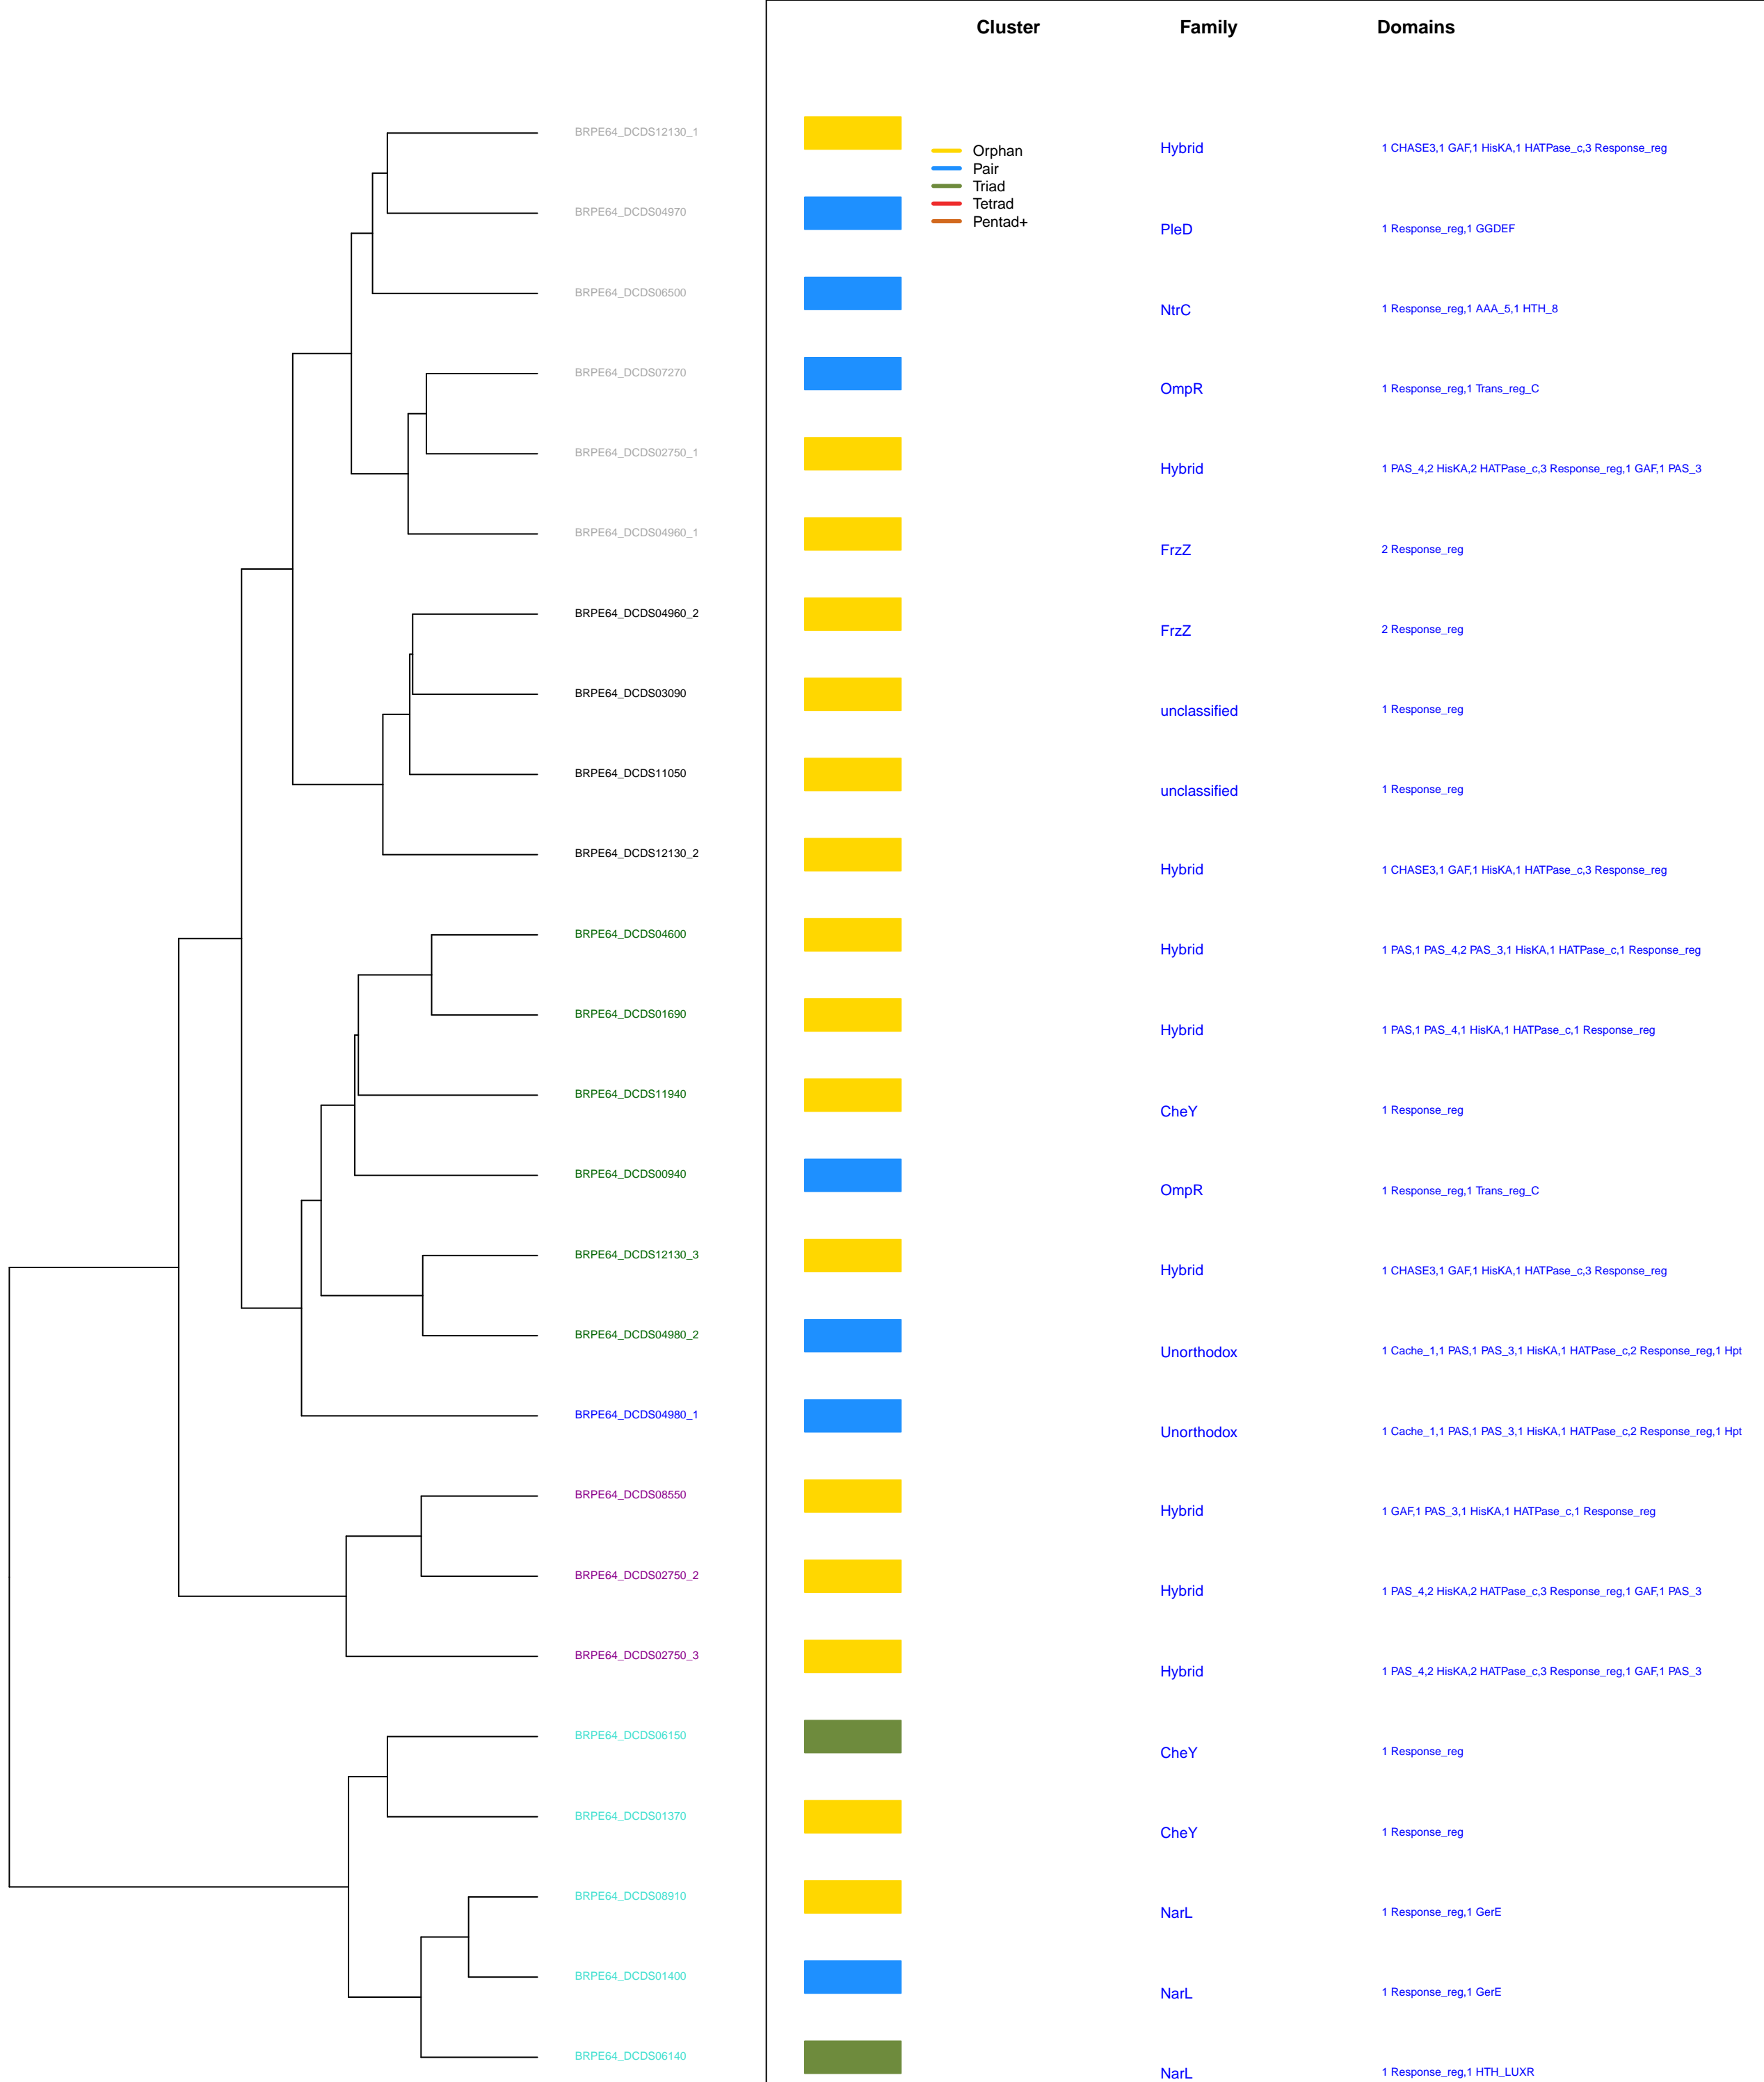 Cluster Family Domains
BRPE64_DCDS12130_1 Hybrid 1 CHASE3,1 GAF,1 HisKA,1 HATPase_c,3 Response_reg
Orphan
Pair
Triad
Tetrad
Pentad+
BRPE64_DCDS04970 PleD 1 Response_reg,1 GGDEF
BRPE64_DCDS06500 NtrC 1 Response_reg,1 AAA_5,1 HTH_8
BRPE64_DCDS07270 OmpR 1 Response_reg,1 Trans_reg_C
BRPE64_DCDS02750_1 Hybrid 1 PAS_4,2 HisKA,2 HATPase_c,3 Response_reg,1 GAF,1 PAS_3
BRPE64_DCDS04960_1 FrzZ 2 Response_reg
BRPE64_DCDS04960_2 FrzZ 2 Response_reg
BRPE64_DCDS03090 unclassified 1 Response_reg
BRPE64_DCDS11050 unclassified 1 Response_reg
BRPE64_DCDS12130_2 Hybrid 1 CHASE3,1 GAF,1 HisKA,1 HATPase_c,3 Response_reg
BRPE64_DCDS04600 Hybrid 1 PAS,1 PAS_4,2 PAS_3,1 HisKA,1 HATPase_c,1 Response_reg
BRPE64_DCDS01690 Hybrid 1 PAS,1 PAS_4,1 HisKA,1 HATPase_c,1 Response_reg
BRPE64_DCDS11940 CheY 1 Response_reg
BRPE64_DCDS00940 OmpR 1 Response_reg,1 Trans_reg_C
BRPE64_DCDS12130_3 Hybrid 1 CHASE3,1 GAF,1 HisKA,1 HATPase_c,3 Response_reg
BRPE64_DCDS04980_2 Unorthodox 1 Cache_1,1 PAS,1 PAS_3,1 HisKA,1 HATPase_c,2 Response_reg,1 Hpt
BRPE64_DCDS04980_1 Unorthodox 1 Cache_1,1 PAS,1 PAS_3,1 HisKA,1 HATPase_c,2 Response_reg,1 Hpt
BRPE64_DCDS08550 Hybrid 1 GAF,1 PAS_3,1 HisKA,1 HATPase_c,1 Response_reg
BRPE64_DCDS02750_2 Hybrid 1 PAS_4,2 HisKA,2 HATPase_c,3 Response_reg,1 GAF,1 PAS_3
BRPE64_DCDS02750_3 Hybrid 1 PAS_4,2 HisKA,2 HATPase_c,3 Response_reg,1 GAF,1 PAS_3
BRPE64_DCDS06150 CheY 1 Response_reg
BRPE64_DCDS01370 CheY 1 Response_reg
BRPE64_DCDS08910 NarL 1 Response_reg,1 GerE
BRPE64_DCDS01400 NarL 1 Response_reg,1 GerE
BRPE64_DCDS06140 NarL 1 Response_reg,1 HTH_LUXR